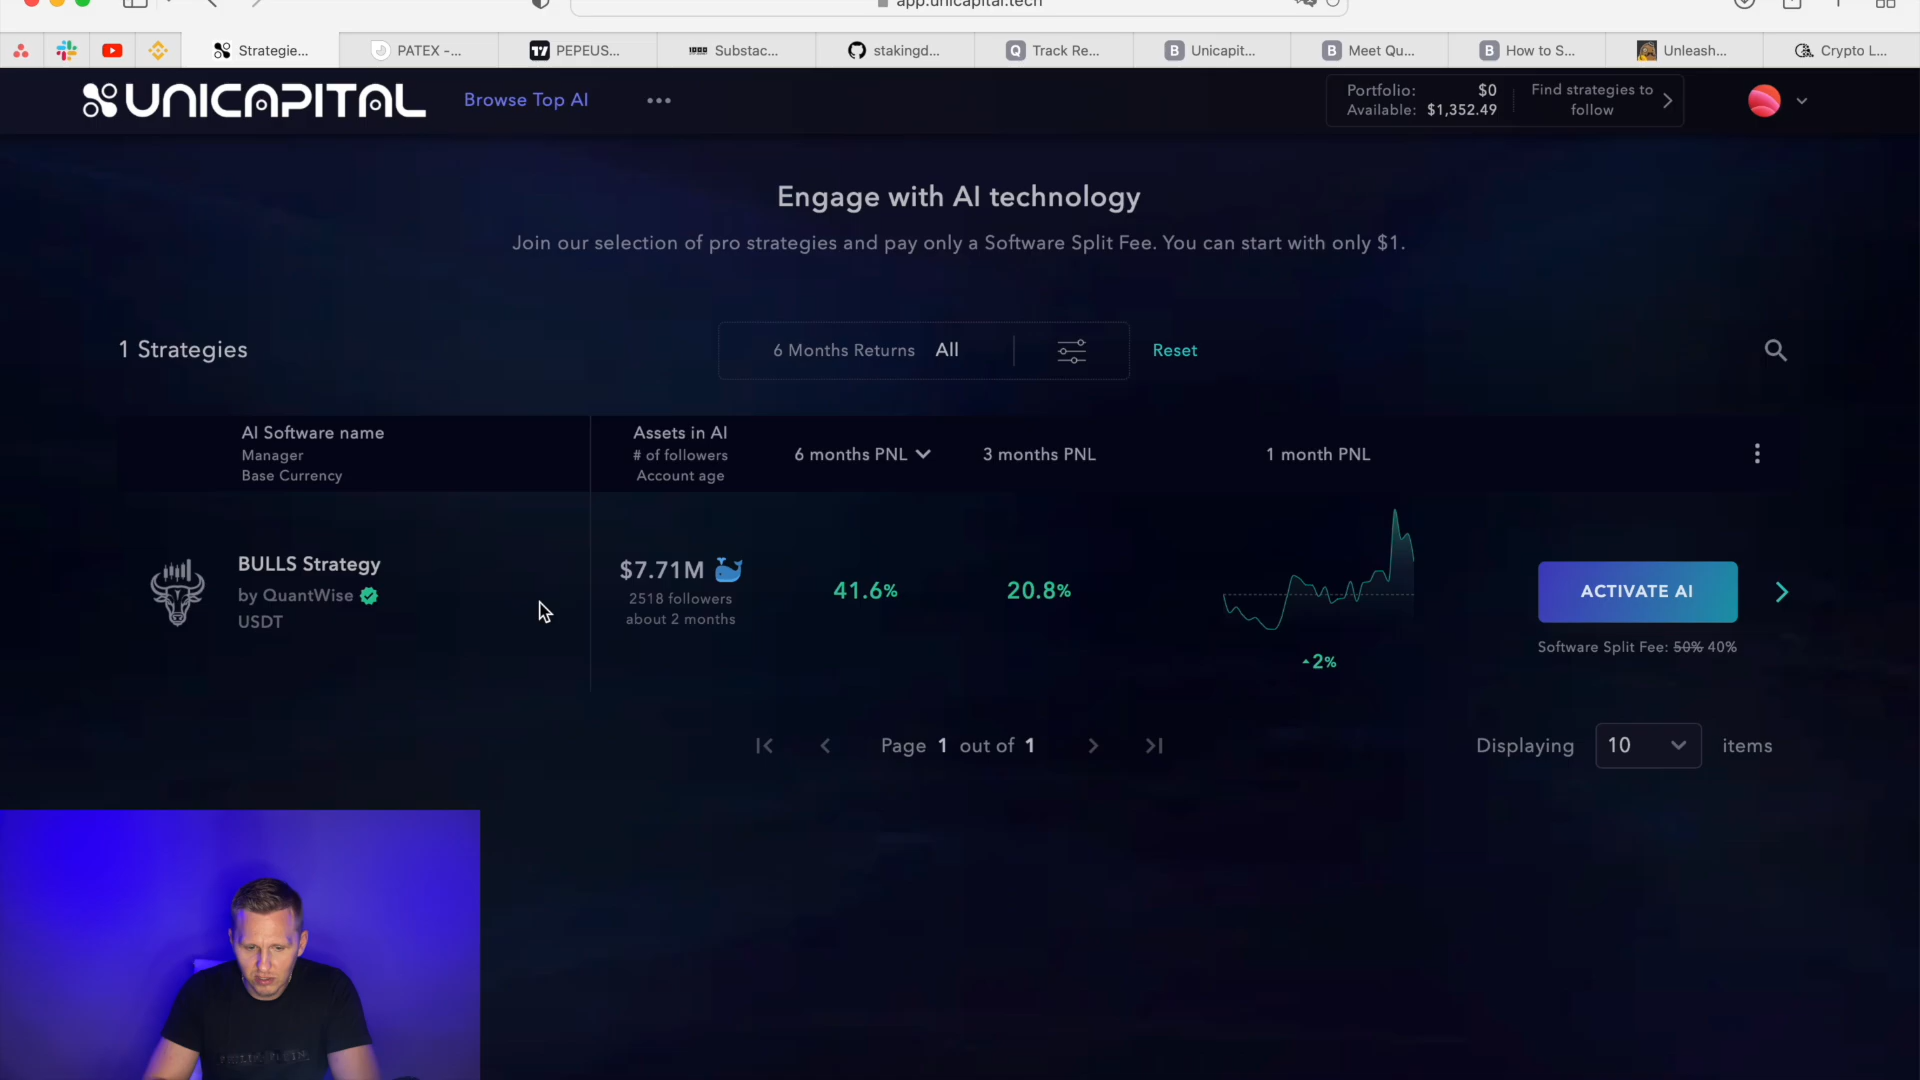 app.unicapital.tech
Strategie...
PATEX -...
PEPEUS...
Substac...
stakingd...
Track Re...
Unicapit...
Meet Qu...
How to S...
Unleash...
Crypto L...
UNICAPITAL
Browse Top AI
Portfolio: $0
Available: $1,352.49
Find strategies to
follow
Engage with AI technology
Join our selection of pro strategies and pay only a Software Split Fee. You can start with only $1.
1 Strategies
6 Months Returns All
Reset
AI Software name
Manager
Base Currency
Assets in AI
# of followers
Account age
6 months PNL
3 months PNL
1 month PNL
BULLS Strategy
by QuantWise
USDT
$7.71M
2518 followers
about 2 months
41.6%
20.8%
2%
ACTIVATE AI
Software Split Fee: 50% 40%
Page 1 out of 1
Displaying 10 items